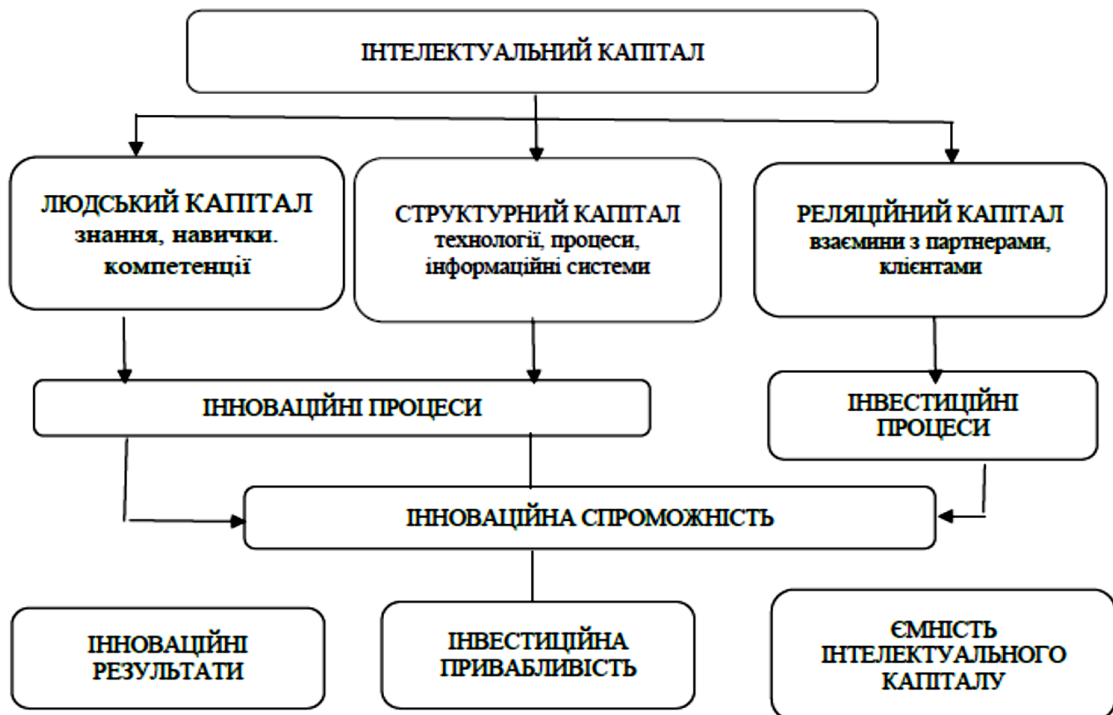 ІНТЕЛЕКТУАЛЬНИЙ КАПІТАЛ
ЛЮДСЬКИЙ КАПІТАЛ
знання, навички.
компетенції
СТРУКТУРНИЙ КАПІТАЛ
технології, процеси,
інформаційні системи
РЕЛЯЦІЙНИЙ КАПІТАЛ
взаємини з партнерами,
клієнтами
ІННОВАЦІЙНІ ПРОЦЕСИ
ІНВЕСТИЦІЙНІ
ПРОЦЕСИ
ІННОВАЦІЙНА СПРОМОЖНІСТЬ
ІННОВАЦІЙНІ
РЕЗУЛЬТАТИ
ІНВЕСТИЦІЙНА
ПРИВАБЛИВІСТЬ
ЄМНІСТЬ
ІНТЕЛЕКТУАЛЬНОГО
КАПІТАЛУ